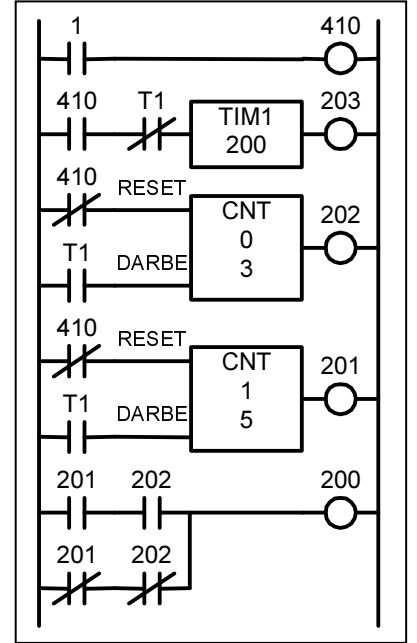 1 410
410 T1 TIM1 203
200
410 RESET CNT 202
0
T1 DARBE 3
410 RESET CNT 201
1
T1 DARBE 5
201 202 200
201 202